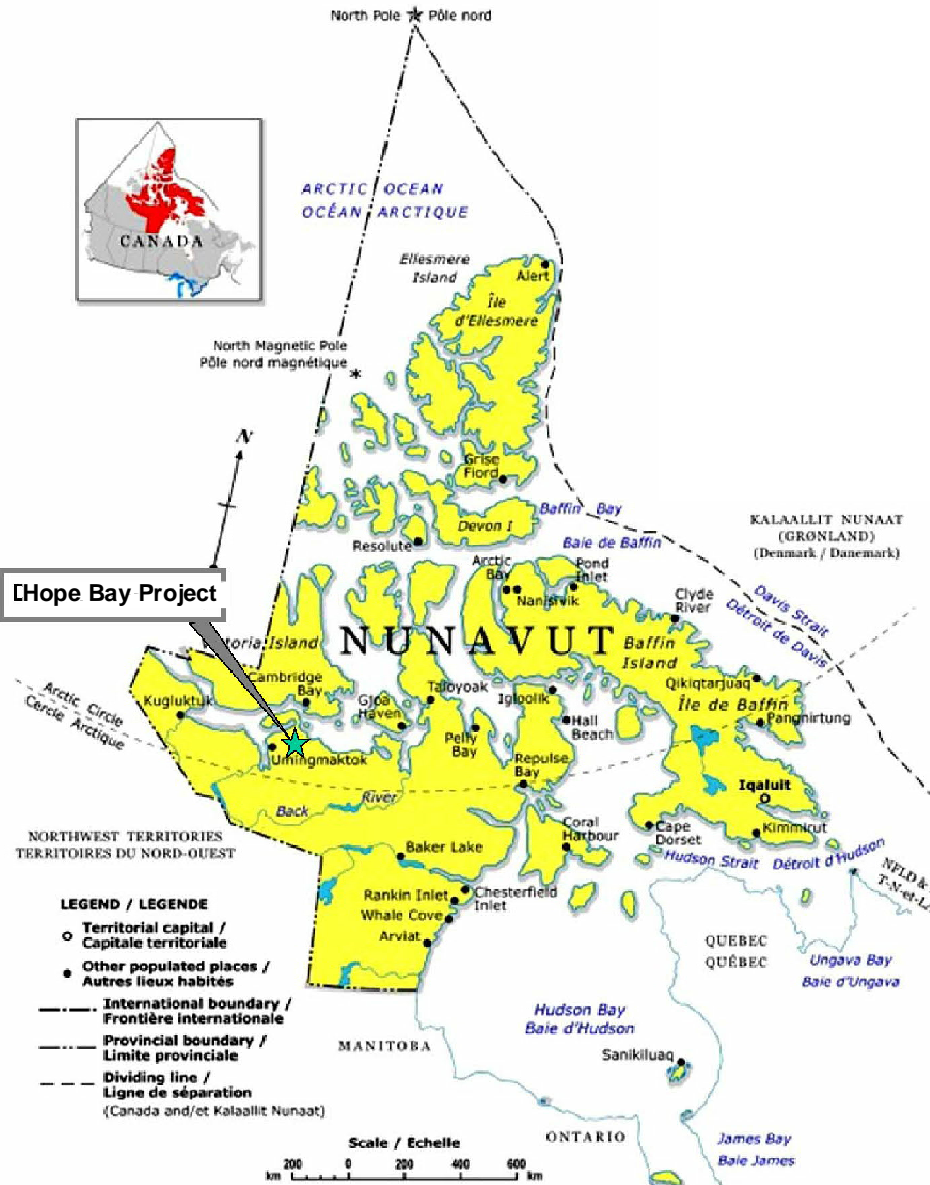 North Pole Pôle nord
ARCTIC OCEAN
OCÉAN ARCTIQUE
CANADA
Ellesmere
Island
Alert
Île
d'Ellesmere
North Magnetic Pole
Pôle nord magnétique
N
Grise
Fiord
Devon I
Baffin Bay
Baie de Baffin
KALAALLIT NUNAAT
(GRØNLAND)
(Denmark / Danemark)
Resolute
Arctic
Bay
Nanisivik
Pond
Inlet
Clyde
River
Davis Strait
Détroit de Davis
Hope Bay Project
Island
NUNAVUT
Baffin
Island
Cambridge
Bay
Kugluktuk
Gjoa
Haven
Taloyoak
Igloolik
Qikiqtarjuaq
Île de Baffin
Pangnirtung
Arctic Circle
Cercle Arctique
Umingmaktok
Pelly
Bay
Hall
Beach
Repulse
Bay
Iqaluit
Back River
Coral
Harbour
Cape
Dorset
Kimmirut
NORTHWEST TERRITORIES
TERRITOIRES DU NORD-OUEST
Baker Lake
Hudson Strait Détroit d'Hudson
NFLD &
Rankin Inlet
Chesterfield
Inlet
Whale Cove
Arviat
LEGEND / LEGENDE
Territorial capital /
Capitale territoriale
Other populated places /
Autres lieux habités
International boundary /
Frontière internationale
Provincial boundary /
Limite provinciale
Dividing line /
Ligne de séparation
(Canada and/et Kalaallit Nunaat)
QUEBEC
QUÉBEC
Ungava Bay
Baie d'Ungava
Hudson Bay
Baie d'Hudson
MANITOBA
Sanikiluaq
ONTARIO
James Bay
Baie James
Scale / Echelle
200 0 200 400 600
km km